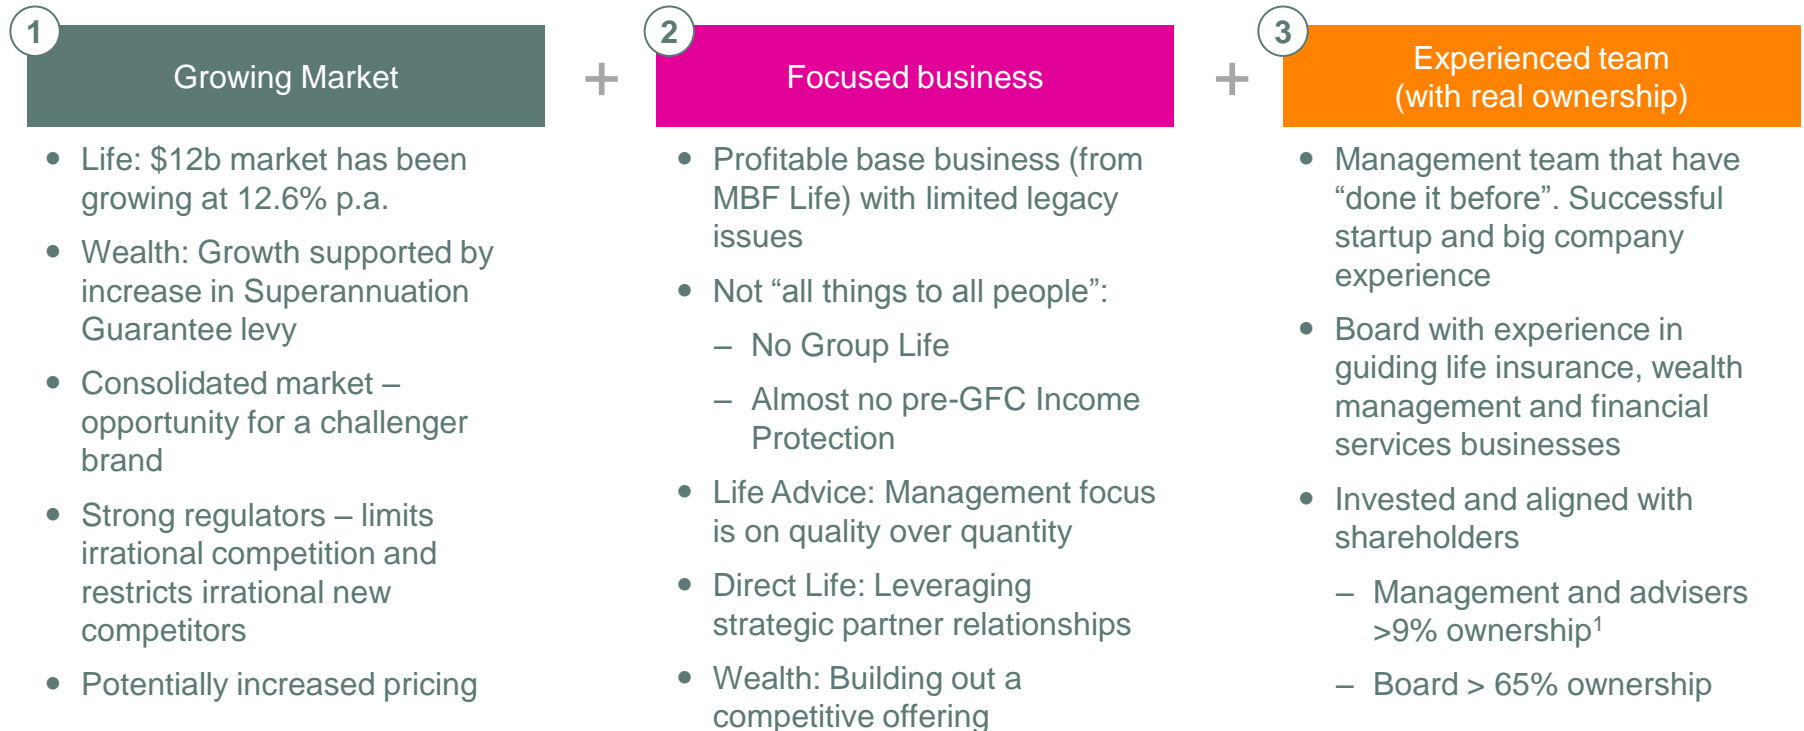 1
Growing Market
• Life: $12b market has been
growing at 12.6% p.a.
• Wealth: Growth supported by
increase in Superannuation
Guarantee levy
• Consolidated market –
opportunity for a challenger
brand
• Strong regulators – limits
irrational competition and
restricts irrational new
competitors
• Potentially increased pricing
+
2
Focused business
• Profitable base business (from
MBF Life) with limited legacy
issues
• Not “all things to all people”:
– No Group Life
– Almost no pre-GFC Income
Protection
• Life Advice: Management focus
is on quality over quantity
• Direct Life: Leveraging
strategic partner relationships
• Wealth: Building out a
competitive offering
+
3
Experienced team
(with real ownership)
• Management team that have
“done it before”. Successful
startup and big company
experience
• Board with experience in
guiding life insurance, wealth
management and financial
services businesses
• Invested and aligned with
shareholders
– Management and advisers
>9% ownership¹
– Board > 65% ownership